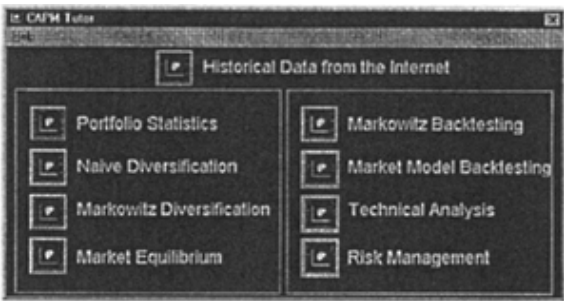 CAPM Tutor
Historical Data from the Internet
Portfolio Statistics
Naive Diversification
Markowitz Diversification
Market Equilibrium
Markowitz Backtesting
Market Model Backtesting
Technical Analysis
Risk Management